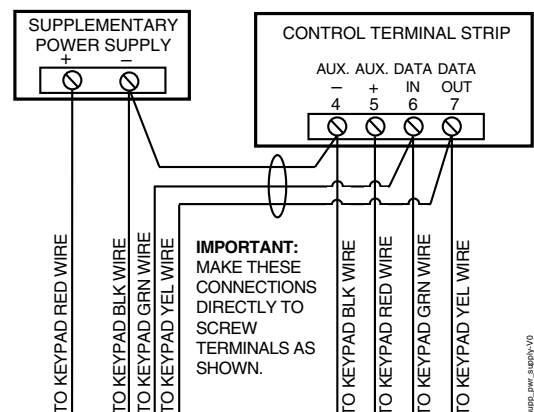 SUPPLEMENTARY
POWER SUPPLY
+ –
CONTROL TERMINAL STRIP
AUX. AUX. DATA DATA
– + IN OUT
4 5 6 7
IMPORTANT:
MAKE THESE
CONNECTIONS
DIRECTLY TO
SCREW
TERMINALS AS
SHOWN.
TO KEYPAD RED WIRE
TO KEYPAD BLK WIRE
TO KEYPAD GRN WIRE
TO KEYPAD YEL WIRE
TO KEYPAD BLK WIRE
TO KEYPAD RED WIRE
TO KEYPAD GRN WIRE
TO KEYPAD YEL WIRE
supp_pwr_supply-V0